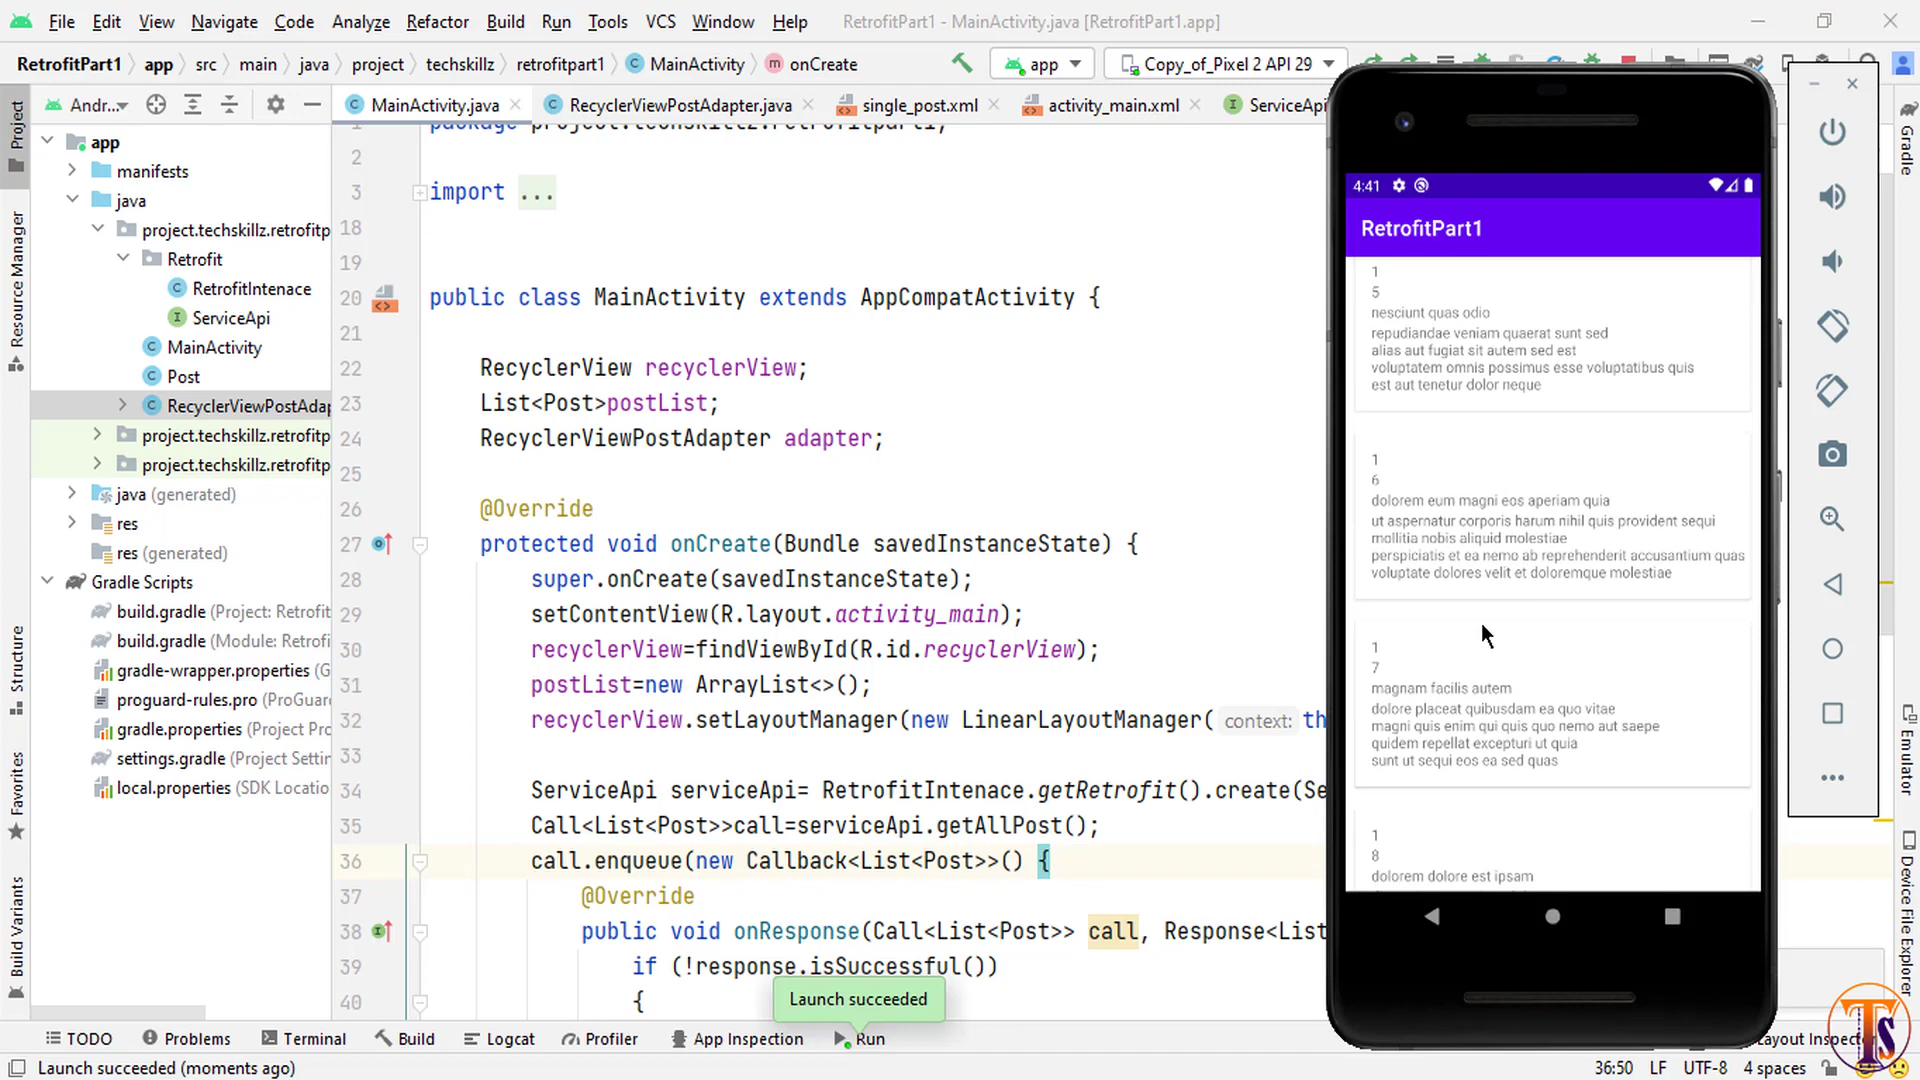 File Edit View Navigate Code Analyze Refactor Build Run Tools VCS Window Help RetrofitPart1 - MainActivity.java [RetrofitPart1.app]
RetrofitPart1 app src main java project techskillz retrofitpart1 MainActivity onCreate app Copy_of_Pixel 2 API 29
Andr... MainActivity.java RecyclerViewPostAdapter.java single_post.xml activity_main.xml ServiceApi
Project
Resource Manager
Structure
Favorites
Build Variants
app
manifests
java
project.techskillz.retrofitp
Retrofit
RetrofitIntenace
ServiceApi
MainActivity
Post
RecyclerViewPostAdap
project.techskillz.retrofitp
project.techskillz.retrofitp
java (generated)
res
res (generated)
Gradle Scripts
build.gradle (Project: Retrofit
build.gradle (Module: Retrofi
gradle-wrapper.properties (G
proguard-rules.pro (ProGuar
gradle.properties (Project Pro
settings.gradle (Project Settin
local.properties (SDK Locatio
2
3 import ...
18
19
20 public class MainActivity extends AppCompatActivity {
21
22 RecyclerView recyclerView;
23 List<Post>postList;
24 RecyclerViewPostAdapter adapter;
25
26 @Override
27 protected void onCreate(Bundle savedInstanceState) {
28 super.onCreate(savedInstanceState);
29 setContentView(R.layout.activity_main);
30 recyclerView=findViewById(R.id.recyclerView);
31 postList=new ArrayList<>();
32 recyclerView.setLayoutManager(new LinearLayoutManager( context: th
33
34 ServiceApi serviceApi= RetrofitIntenace.getRetrofit().create(Se
35 Call<List<Post>>call=serviceApi.getAllPost();
36 call.enqueue(new Callback<List<Post>>() {
37 @Override
38 public void onResponse(Call<List<Post>> call, Response<List
39 if (!response.isSuccessful())
40 {
Launch succeeded
4:41
RetrofitPart1
1
5
nesciunt quas odio
repudiandae veniam quaerat sunt sed
alias aut fugiat sit autem sed est
voluptatem omnis possimus esse voluptatibus quis
est aut tenetur dolor neque
1
6
dolorem eum magni eos aperiam quia
ut aspernatur corporis harum nihil quis provident sequi
mollitia nobis aliquid molestiae
perspiciatis et ea nemo ab reprehenderit accusantium quas
voluptate dolores velit et doloremque molestiae
1
7
magnam facilis autem
dolore placeat quibusdam ea quo vitae
magni quis enim qui quis quo nemo aut saepe
quidem repellat excepturi ut quia
sunt ut sequi eos ea sed quas
1
8
dolorem dolore est ipsam
Gradle
Emulator
Device File Explorer
TODO Problems Terminal Build Logcat Profiler App Inspection Run Layout Inspec
TS
Launch succeeded (moments ago) 36:50 LF UTF-8 4 spaces